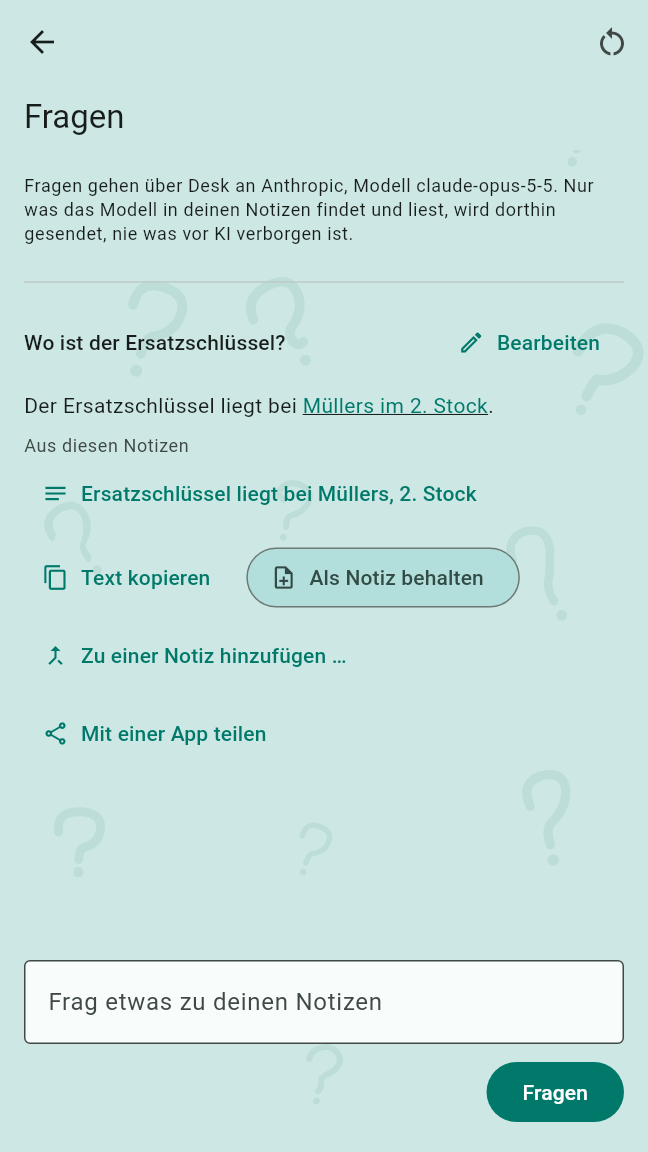 Fragen
Fragen gehen über Desk an Anthropic, Modell claude-opus-5-5. Nur
was das Modell in deinen Notizen findet und liest, wird dorthin
gesendet, nie was vor KI verborgen ist.
Wo ist der Ersatzschlüssel?
Bearbeiten
Der Ersatzschlüssel liegt bei Müllers im 2. Stock.
Aus diesen Notizen
Ersatzschlüssel liegt bei Müllers, 2. Stock
Text kopieren
Als Notiz behalten
Zu einer Notiz hinzufügen …
Mit einer App teilen
Frag etwas zu deinen Notizen
Fragen